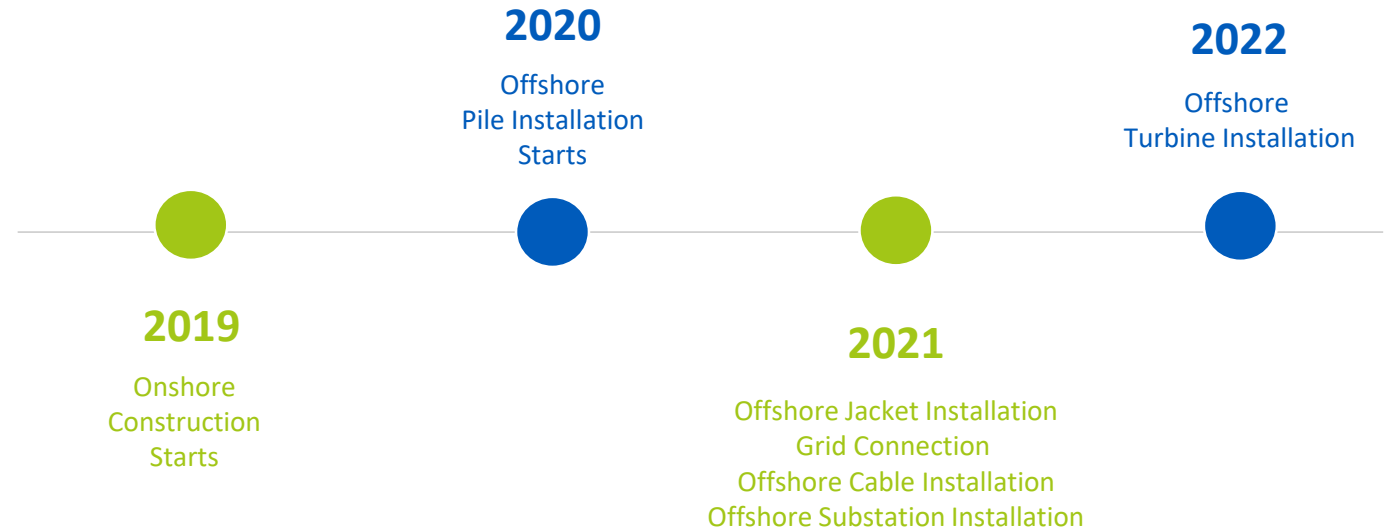 2019
Onshore
Construction
Starts
2020
Offshore
Pile Installation
Starts
2021
Offshore Jacket Installation
Grid Connection
Offshore Cable Installation
Offshore Substation Installation
2022
Offshore
Turbine Installation